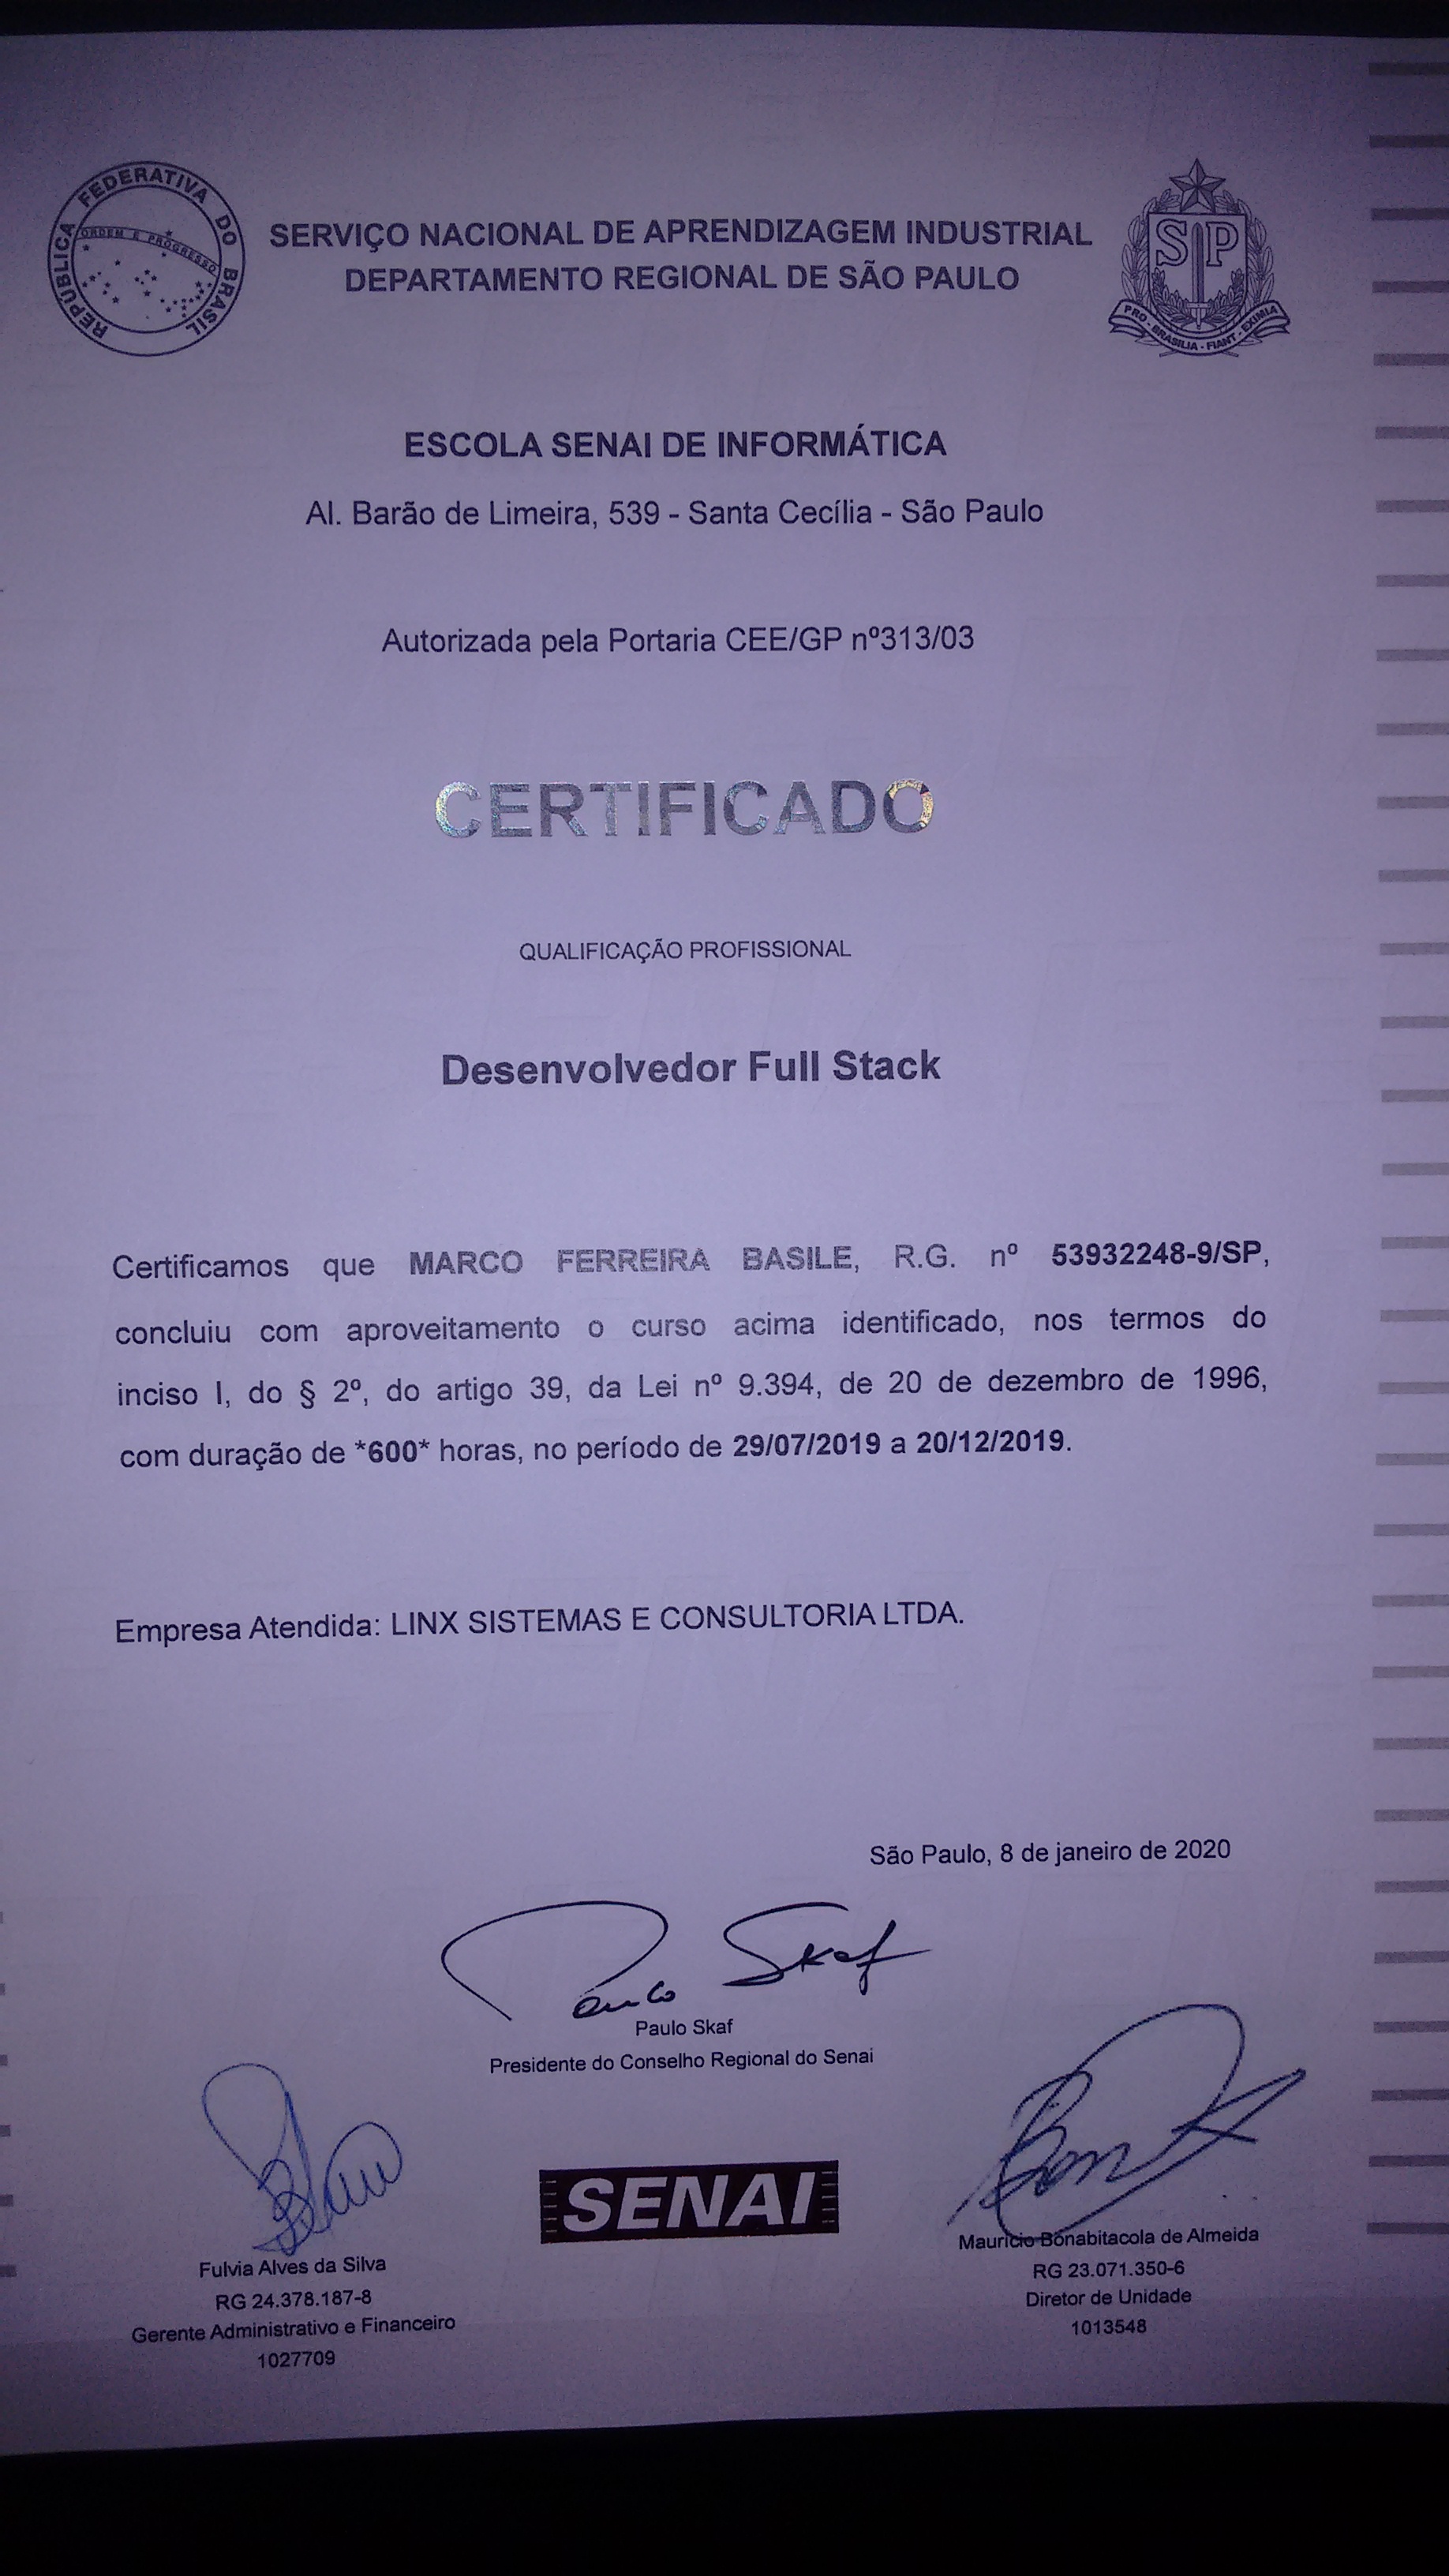 REPÚBLICA FEDERATIVA DO BRASIL
ORDEM E PROGRESSO
SERVIÇO NACIONAL DE APRENDIZAGEM INDUSTRIAL
DEPARTAMENTO REGIONAL DE SÃO PAULO
SP
PRO - BRASILIA - FIANT - EXIMIA
ESCOLA SENAI DE INFORMÁTICA
Al. Barão de Limeira, 539 - Santa Cecília - São Paulo
Autorizada pela Portaria CEE/GP nº313/03
CERTIFICADO
QUALIFICAÇÃO PROFISSIONAL
Desenvolvedor Full Stack
Certificamos que MARCO FERREIRA BASILE, R.G. nº 53932248-9/SP,
concluiu com aproveitamento o curso acima identificado, nos termos do
inciso I, do § 2º, do artigo 39, da Lei nº 9.394, de 20 de dezembro de 1996,
com duração de *600* horas, no período de 29/07/2019 a 20/12/2019.
Empresa Atendida: LINX SISTEMAS E CONSULTORIA LTDA.
São Paulo, 8 de janeiro de 2020
Paulo Skaf
Paulo Skaf
Presidente do Conselho Regional do Senai
SENAI
Fulvia Alves da Silva
RG 24.378.187-8
Gerente Administrativo e Financeiro
1027709
Maurício Bonabitacola de Almeida
RG 23.071.350-6
Diretor de Unidade
1013548